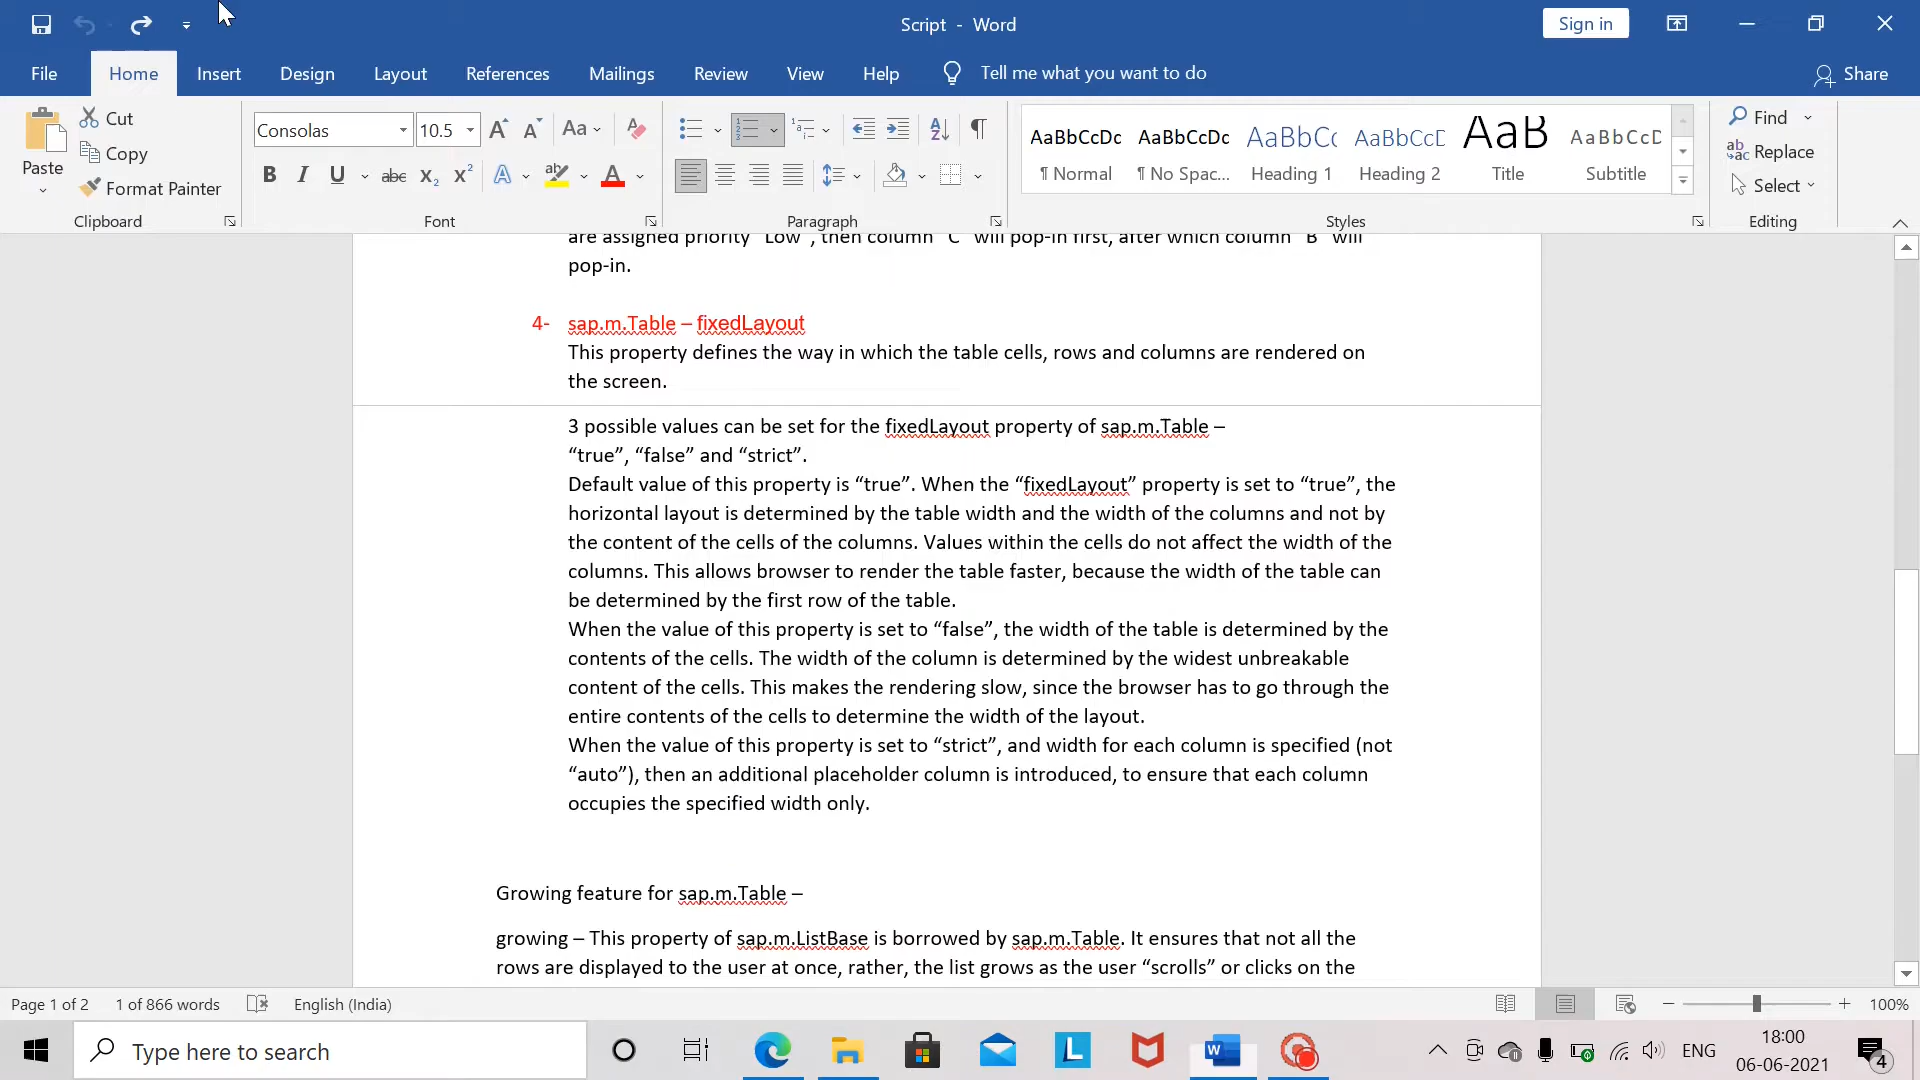 Script - Word
Sign in
File Home Insert Design Layout References Mailings Review View Help Tell me what you want to do Share
Paste
Cut
Copy
Format Painter
Clipboard
Consolas 10.5
Font
Paragraph
AaBbCcDc AaBbCcDc AaBbCc AaBbCcD AaB AaBbCcD
¶ Normal ¶ No Spac... Heading 1 Heading 2 Title Subtitle
Styles
Find
Replace
Select
Editing
are assigned priority "Low", then column "C" will pop-in first, after which column "B" will
pop-in.
4- sap.m.Table – fixedLayout
This property defines the way in which the table cells, rows and columns are rendered on
the screen.
3 possible values can be set for the fixedLayout property of sap.m.Table –
“true”, “false” and “strict”.
Default value of this property is “true”. When the “fixedLayout” property is set to “true”, the
horizontal layout is determined by the table width and the width of the columns and not by
the content of the cells of the columns. Values within the cells do not affect the width of the
columns. This allows browser to render the table faster, because the width of the table can
be determined by the first row of the table.
When the value of this property is set to “false”, the width of the table is determined by the
contents of the cells. The width of the column is determined by the widest unbreakable
content of the cells. This makes the rendering slow, since the browser has to go through the
entire contents of the cells to determine the width of the layout.
When the value of this property is set to “strict”, and width for each column is specified (not
“auto”), then an additional placeholder column is introduced, to ensure that each column
occupies the specified width only.
Growing feature for sap.m.Table –
growing – This property of sap.m.ListBase is borrowed by sap.m.Table. It ensures that not all the
rows are displayed to the user at once, rather, the list grows as the user “scrolls” or clicks on the
Page 1 of 2 1 of 866 words English (India) 100%
Type here to search
ENG
18:00
06-06-2021
4